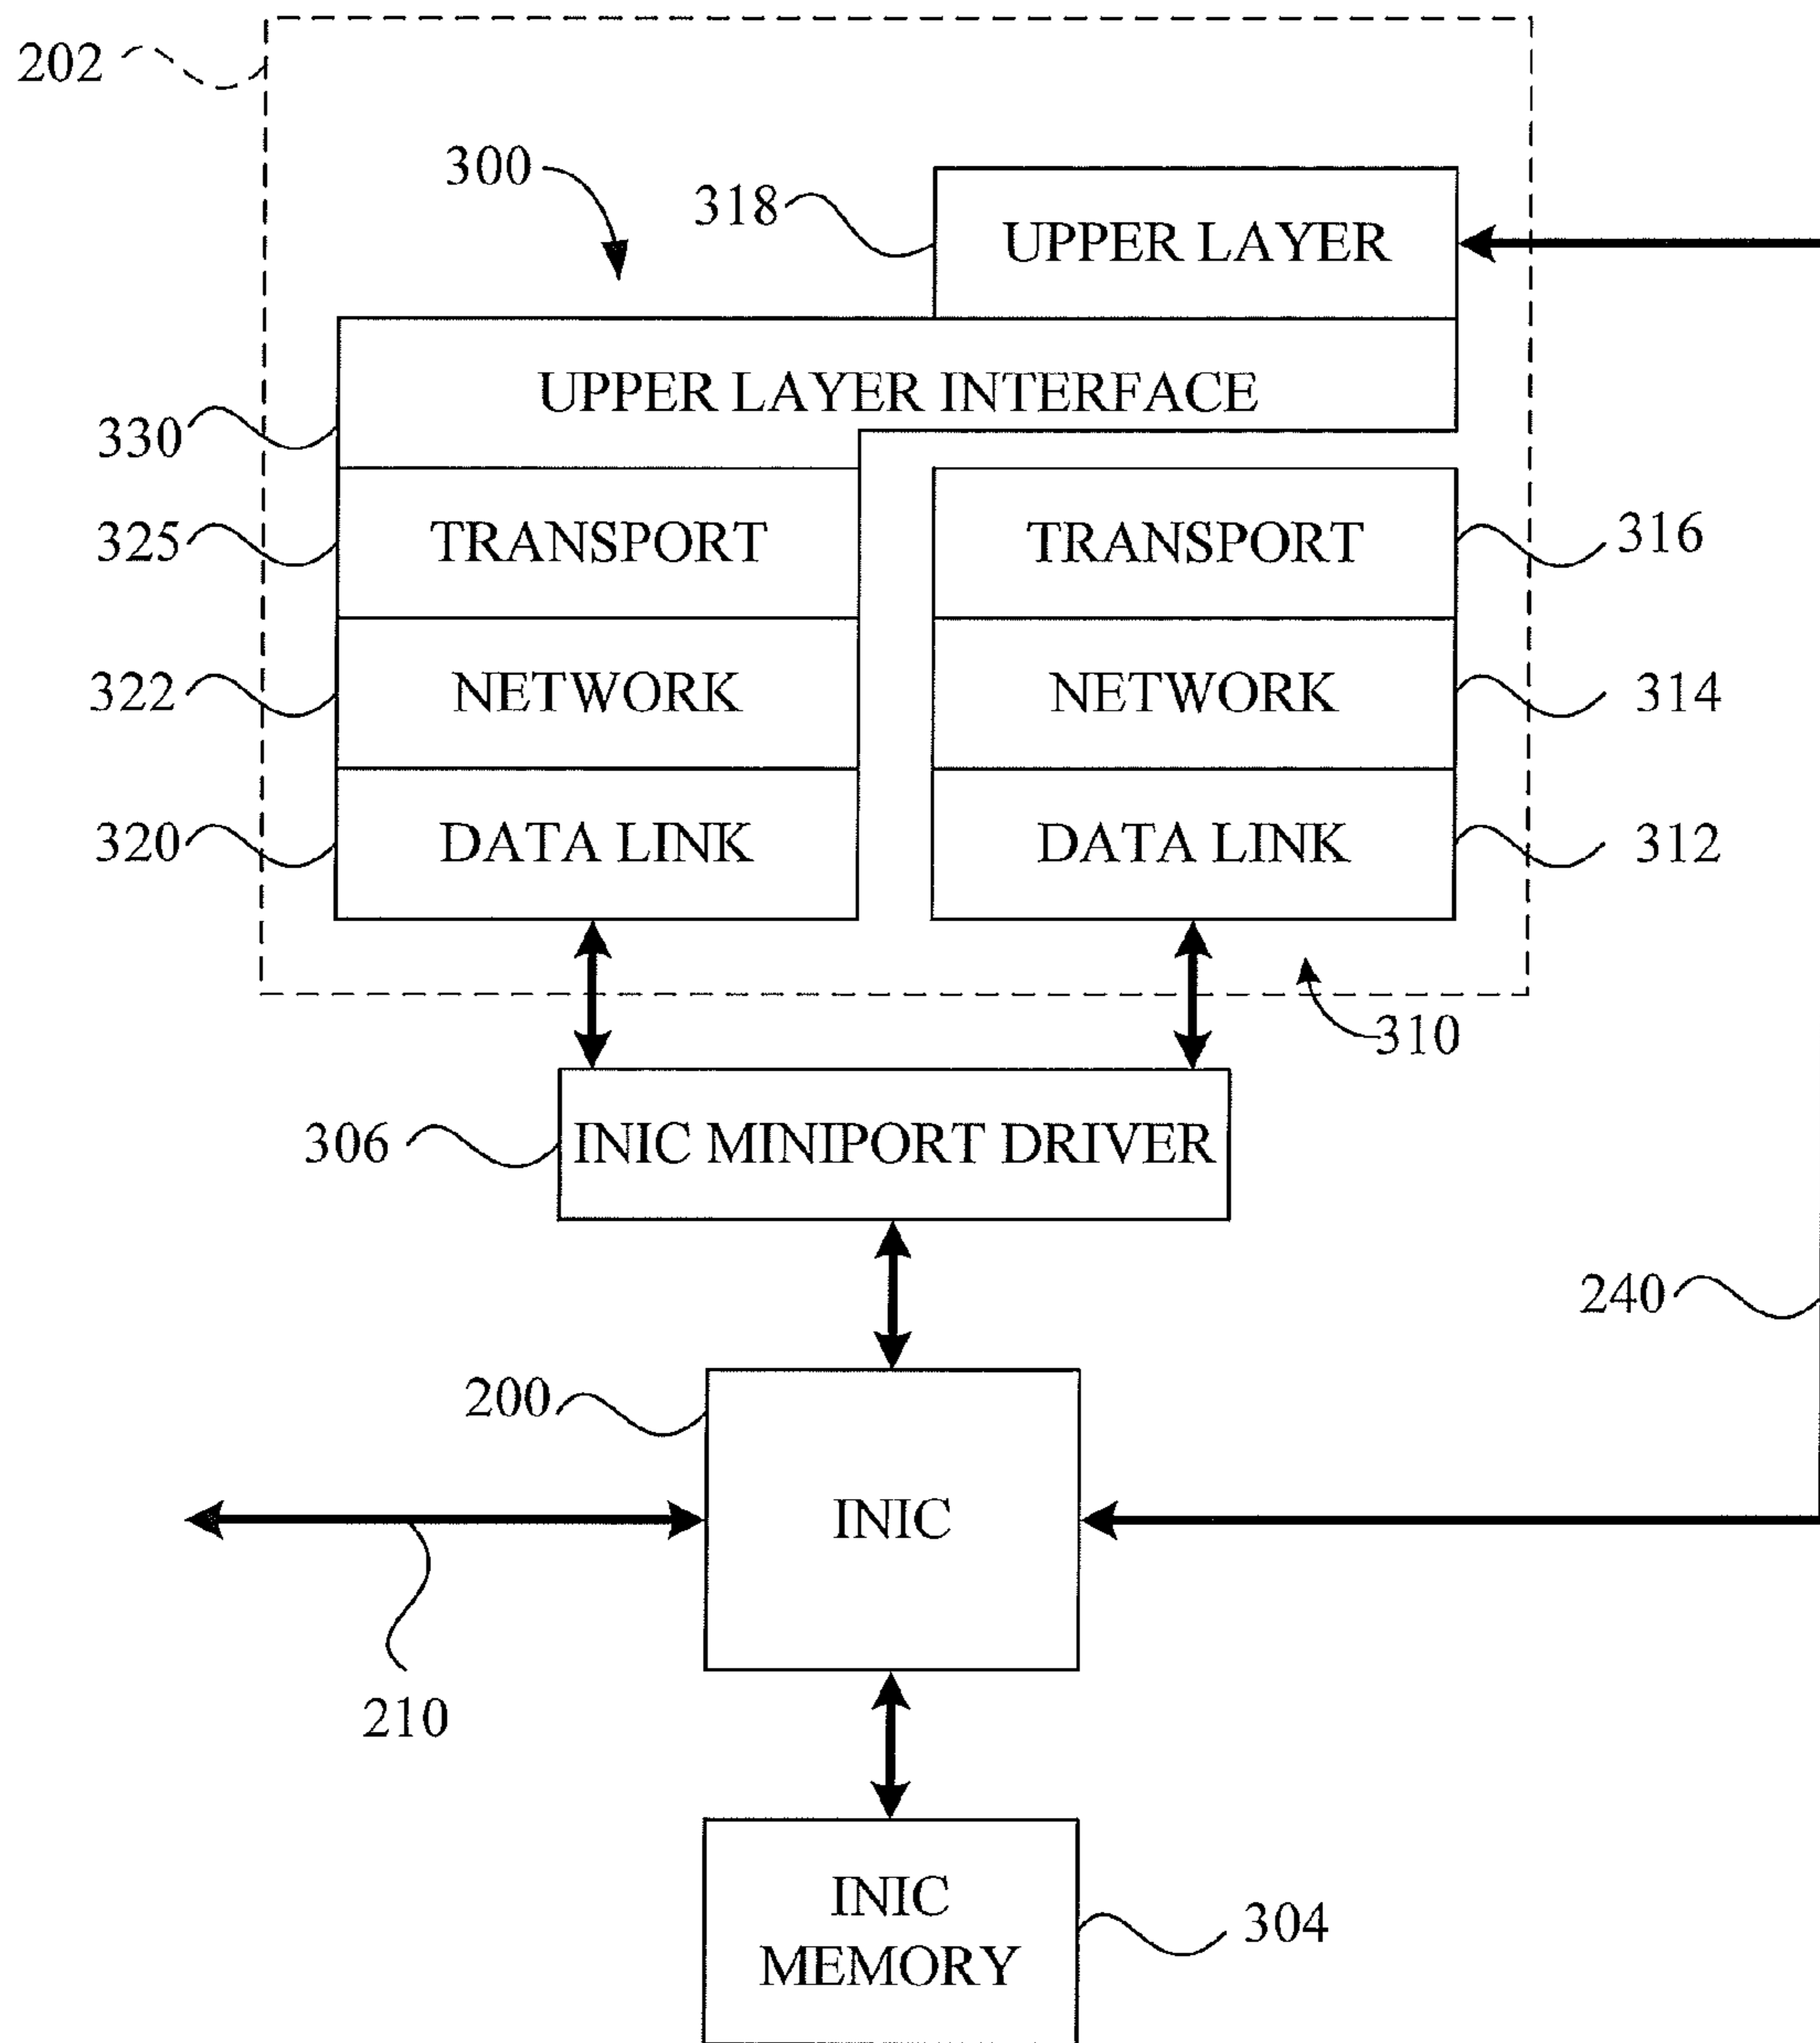 202
300
318
UPPER LAYER
UPPER LAYER INTERFACE
330
325
TRANSPORT
TRANSPORT
316
322
NETWORK
NETWORK
314
320
DATA LINK
DATA LINK
312
310
306
INIC MINIPORT DRIVER
240
200
INIC
210
INIC
MEMORY
304